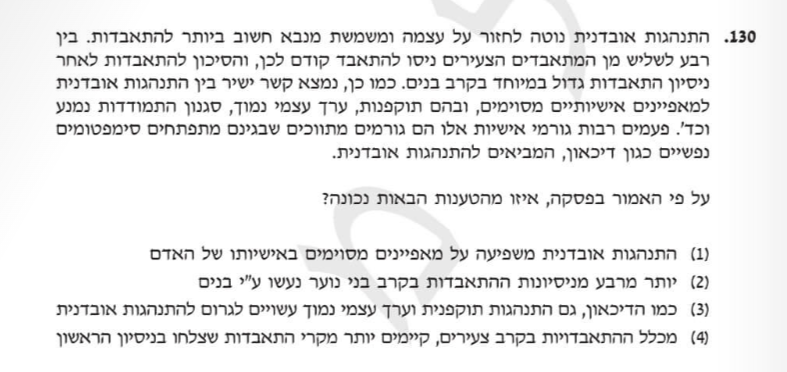 130. התנהגות אובדנית נוטה לחזור על עצמה ומשמשת מנבא חשוב ביותר להתאבדות. בין
רבע לשליש מן המתאבדים הצעירים ניסו להתאבד קודם לכן, והסיכון להתאבדות לאחר
ניסיון התאבדות גדול במיוחד בקרב בנים. כמו כן, נמצא קשר ישיר בין התנהגות אובדנית
למאפיינים אישיותיים מסוימים, ובהם תוקפנות, ערך עצמי נמוך, סגנון התמודדות נמנע
וכד'. פעמים רבות גורמי אישיות אלו הם גורמים מתווכים שבגינם מתפתחים סימפטומים
נפשיים כגון דיכאון, המביאים להתנהגות אובדנית.
על פי האמור בפסקה, איזו מהטענות הבאות נכונה?
(1) התנהגות אובדנית משפיעה על מאפיינים מסוימים באישיותו של האדם
(2) יותר מרבע מניסיונות ההתאבדות בקרב בני נוער נעשו ע"י בנים
(3) כמו הדיכאון, גם התנהגות תוקפנית וערך עצמי נמוך עשויים לגרום להתנהגות אובדנית
(4) מכלל ההתאבדויות בקרב צעירים, קיימים יותר מקרי התאבדות שצלחו בניסיון הראשון